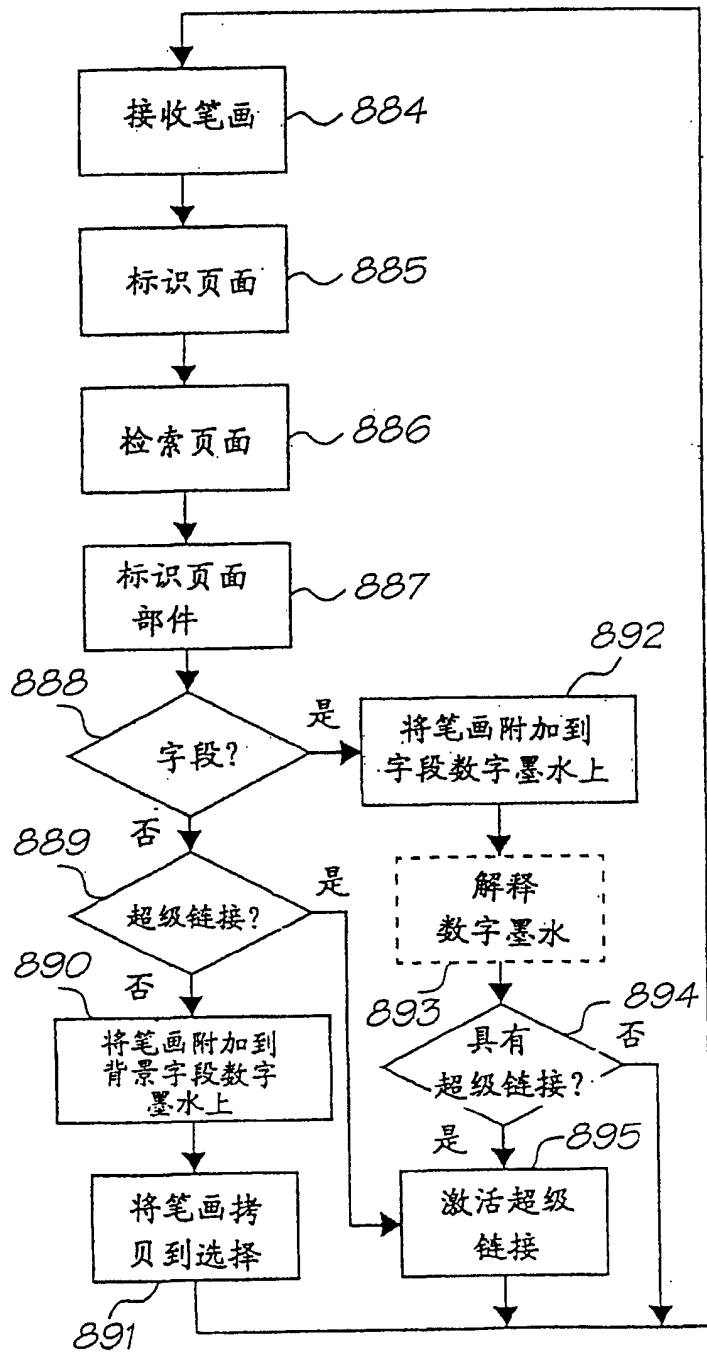 接收笔画
884
标识页面
885
检索页面
886
标识页面
部件
887
888
字段?
是
892
将笔画附加到
字段数字墨水上
否
889
超级链接?
是
解释
数字墨水
893
890
否
将笔画附加到
背景字段数字
墨水上
894
具有
超级链接?
否
是
895
将笔画拷
贝到选择
891
激活超级
链接